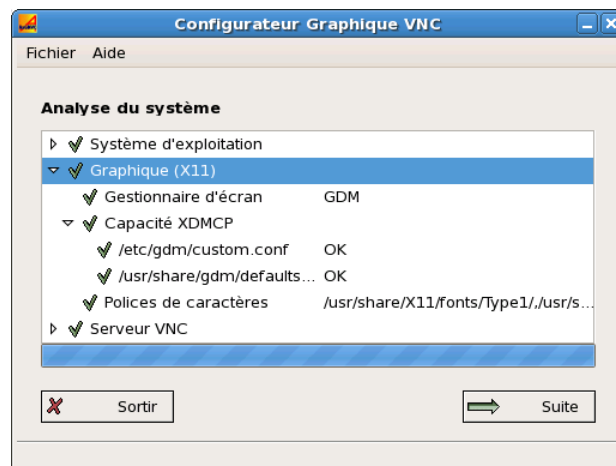 Configurateur Graphique VNC
Fichier Aide
Analyse du système
Système d'exploitation
Graphique (X11)
Gestionnaire d'écran GDM
Capacité XDMCP
/etc/gdm/custom.conf OK
/usr/share/gdm/defaults... OK
Polices de caractères /usr/share/X11/fonts/Type1/,/usr/s...
Serveur VNC
Sortir Suite